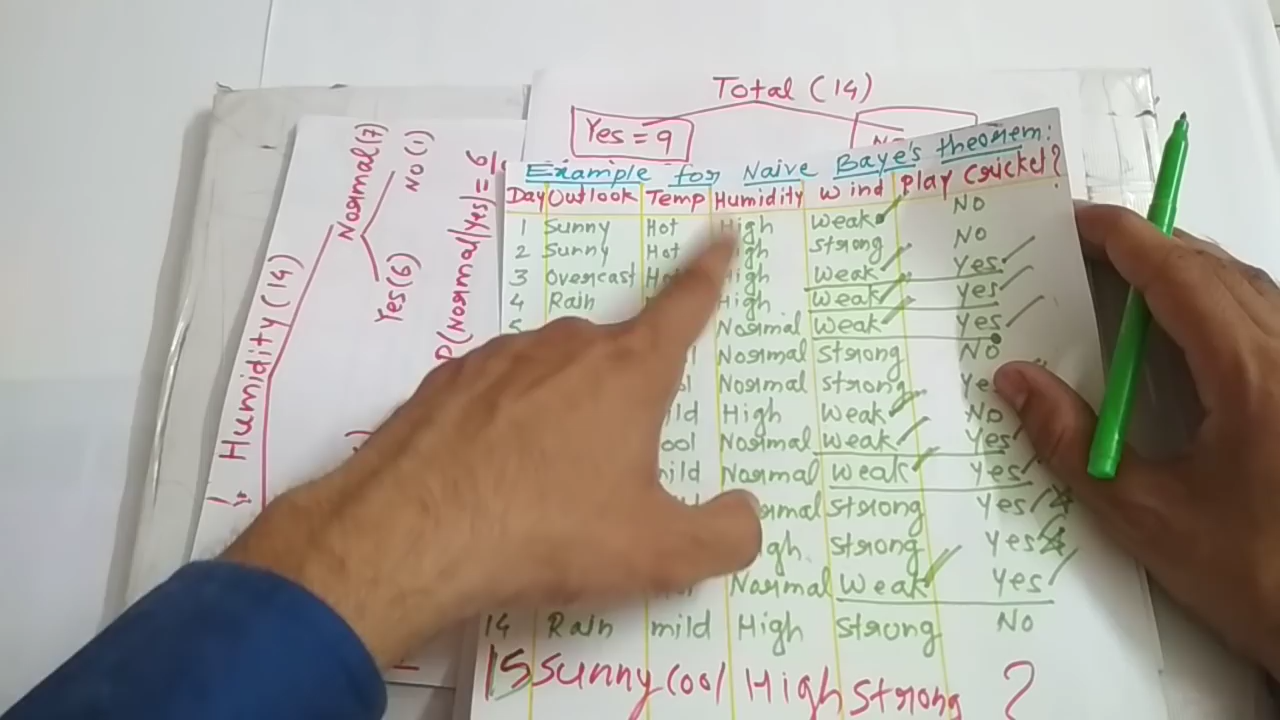 Total (14)
Yes = 9
Example for Naive Baye's theorem:
Day Outlook Temp Humidity Wind Play Cricket?
1 Sunny Hot High Weak No
2 Sunny Hot High Strong No
3 Overcast Hot High Weak Yes
4 Rain High Weak Yes
Normal Weak Yes
Normal Strong No
Normal Strong Yes
High Weak No
Normal Weak Yes
mild Normal Weak Yes
Strong Yes
Strong Yes
Normal Weak Yes
14 Rain mild High Strong No
15 Sunny Cool High Strong ?
Humidity (14)
Normal (7)
No (1)
Yes (6)
P(Normal/Yes) = 6/